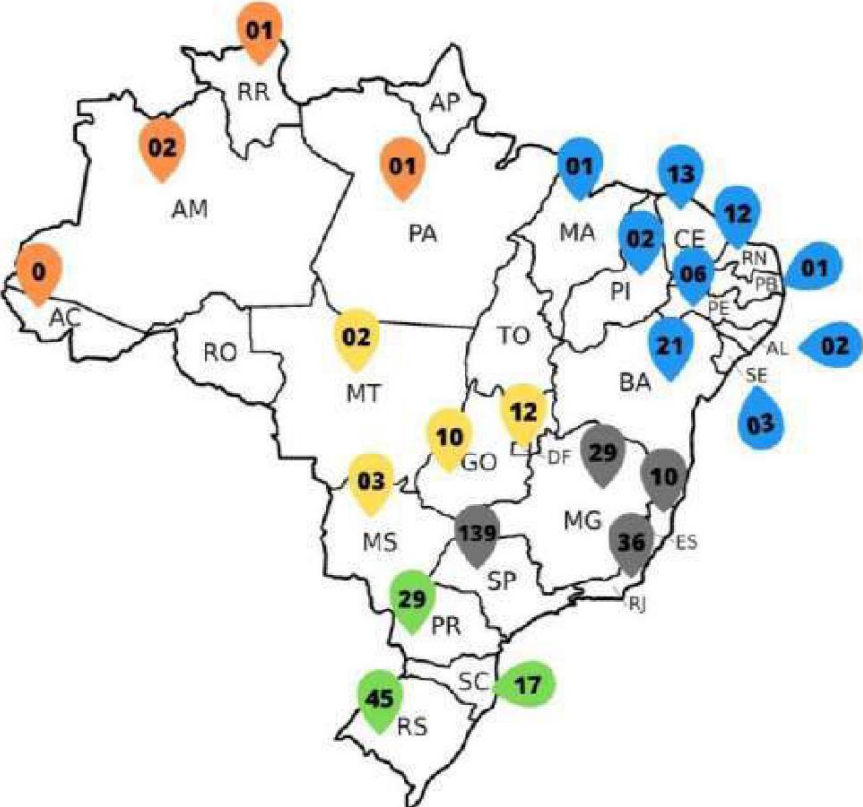 01
RR
AP
02
01
01
13
AM
PA
MA
02
CE
12
RN
0
06
PB
01
AC
PI
PE
02
RO
TO
21
AL
02
MT
BA
SE
12
03
10
GO
DF
29
10
03
MG
139
36
ES
MS
SP
RJ
29
PR
SC
17
45
RS